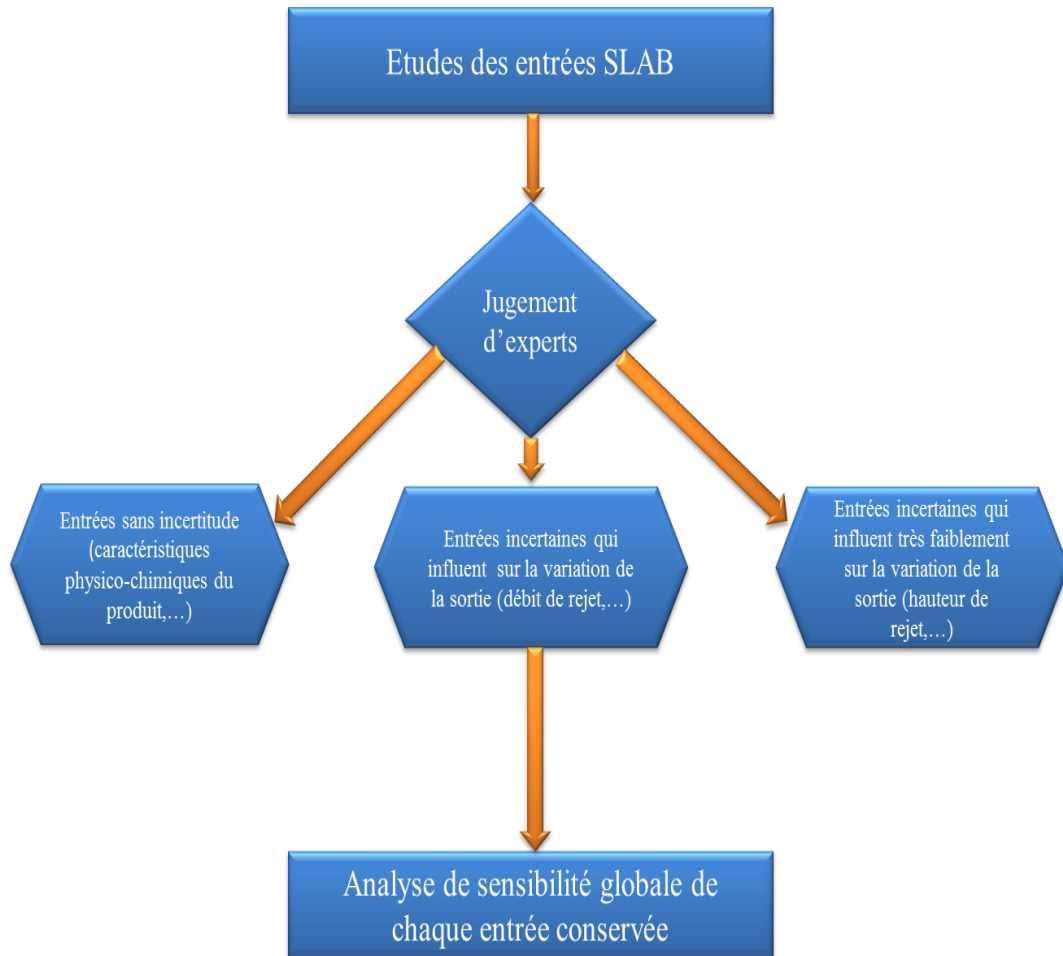 Etudes des entrées SLAB
Jugement
d’experts
Entrées sans incertitude
(caractéristiques
physico-chimiques du
produit,…)
Entrées incertaines qui
influent  sur la variation de
la sortie (débit de rejet,…)
Entrées incertaines qui
influent très faiblement
sur la variation de la
sortie (hauteur de
rejet,…)
Analyse de sensibilité globale de
chaque entrée conservée